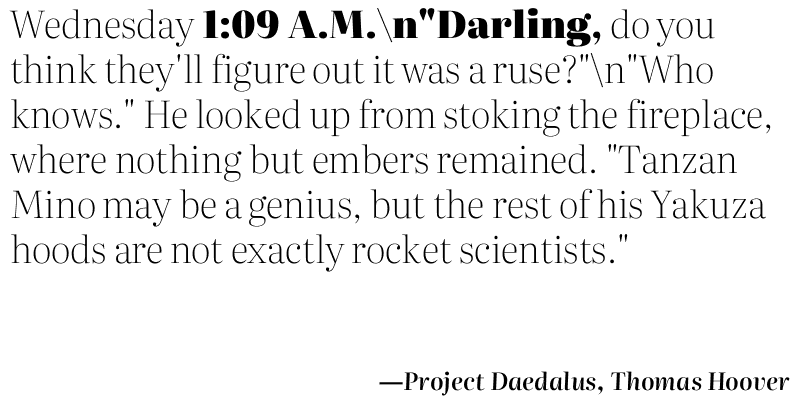 Wednesday 1:09 A.M.\n"Darling, do you
think they'll figure out it was a ruse?"\n"Who
knows." He looked up from stoking the fireplace,
where nothing but embers remained. "Tanzan
Mino may be a genius, but the rest of his Yakuza
hoods are not exactly rocket scientists."
—Project Daedalus, Thomas Hoover